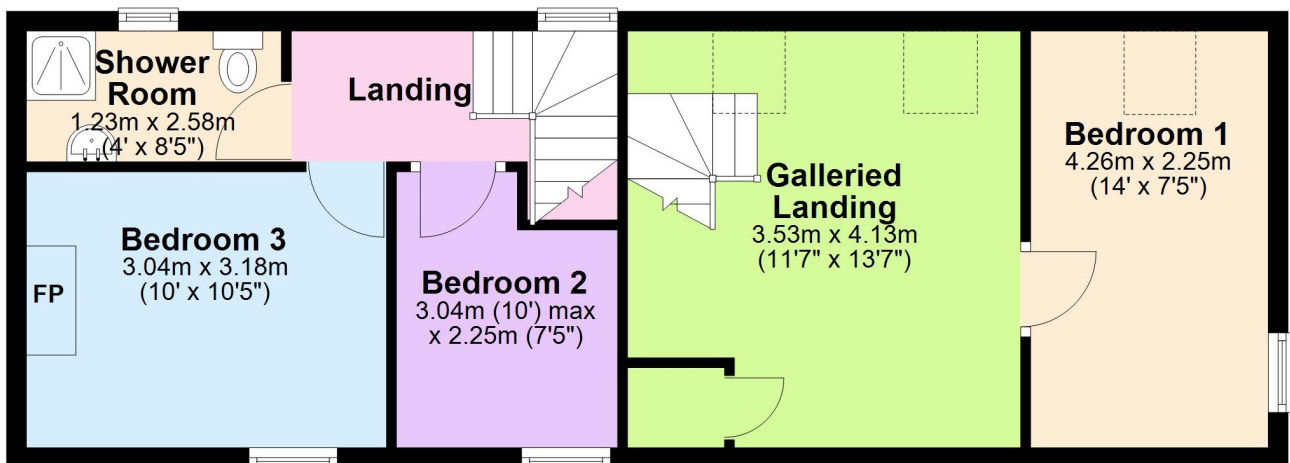 Shower
Room
1.23m x 2.58m
(4' x 8'5")
Landing
Galleried
Landing
3.53m x 4.13m
(11'7" x 13'7")
Bedroom 1
4.26m x 2.25m
(14' x 7'5")
Bedroom 3
3.04m x 3.18m
(10' x 10'5")
FP
Bedroom 2
3.04m (10') max
x 2.25m (7'5")